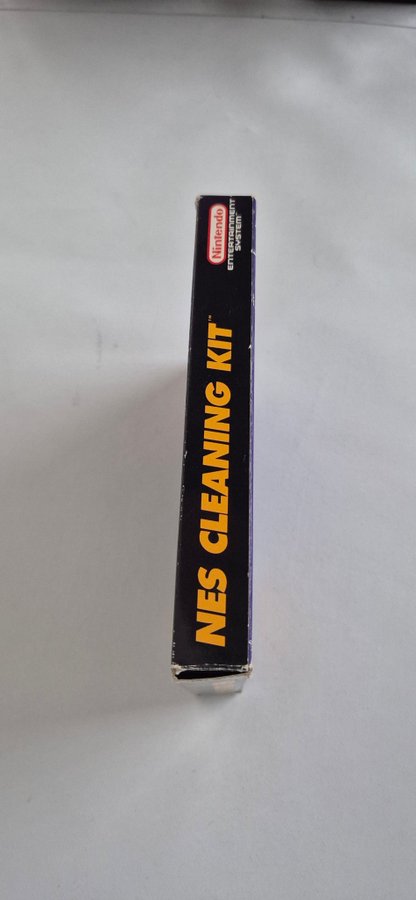 NES CLEANING KIT™
Nintendo
ENTERTAINMENT
SYSTEM